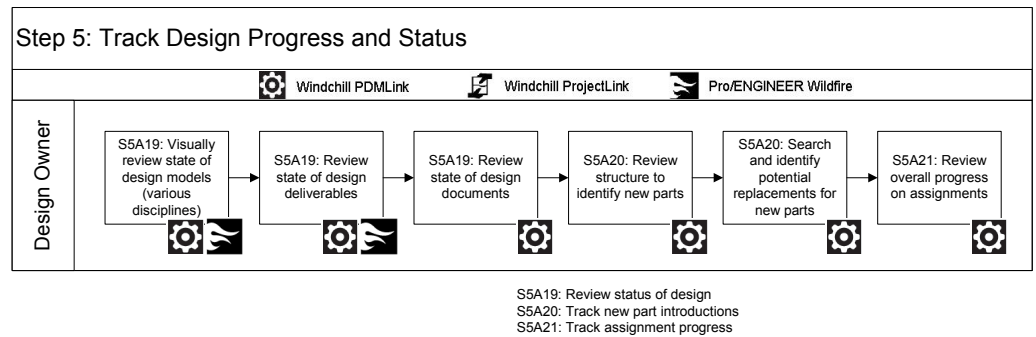 Step 5: Track Design Progress and Status
Windchill PDMLink
Windchill ProjectLink
Pro/ENGINEER Wildfire
Design Owner
S5A19: Visually
review state of
design models
(various
disciplines)
S5A19: Review
state of design
deliverables
S5A19: Review
state of design
documents
S5A20: Review
structure to
identify new parts
S5A20: Search
and identify
potential
replacements for
new parts
S5A21: Review
overall progress
on assignments
S5A19: Review status of design
S5A20: Track new part introductions
S5A21: Track assignment progress